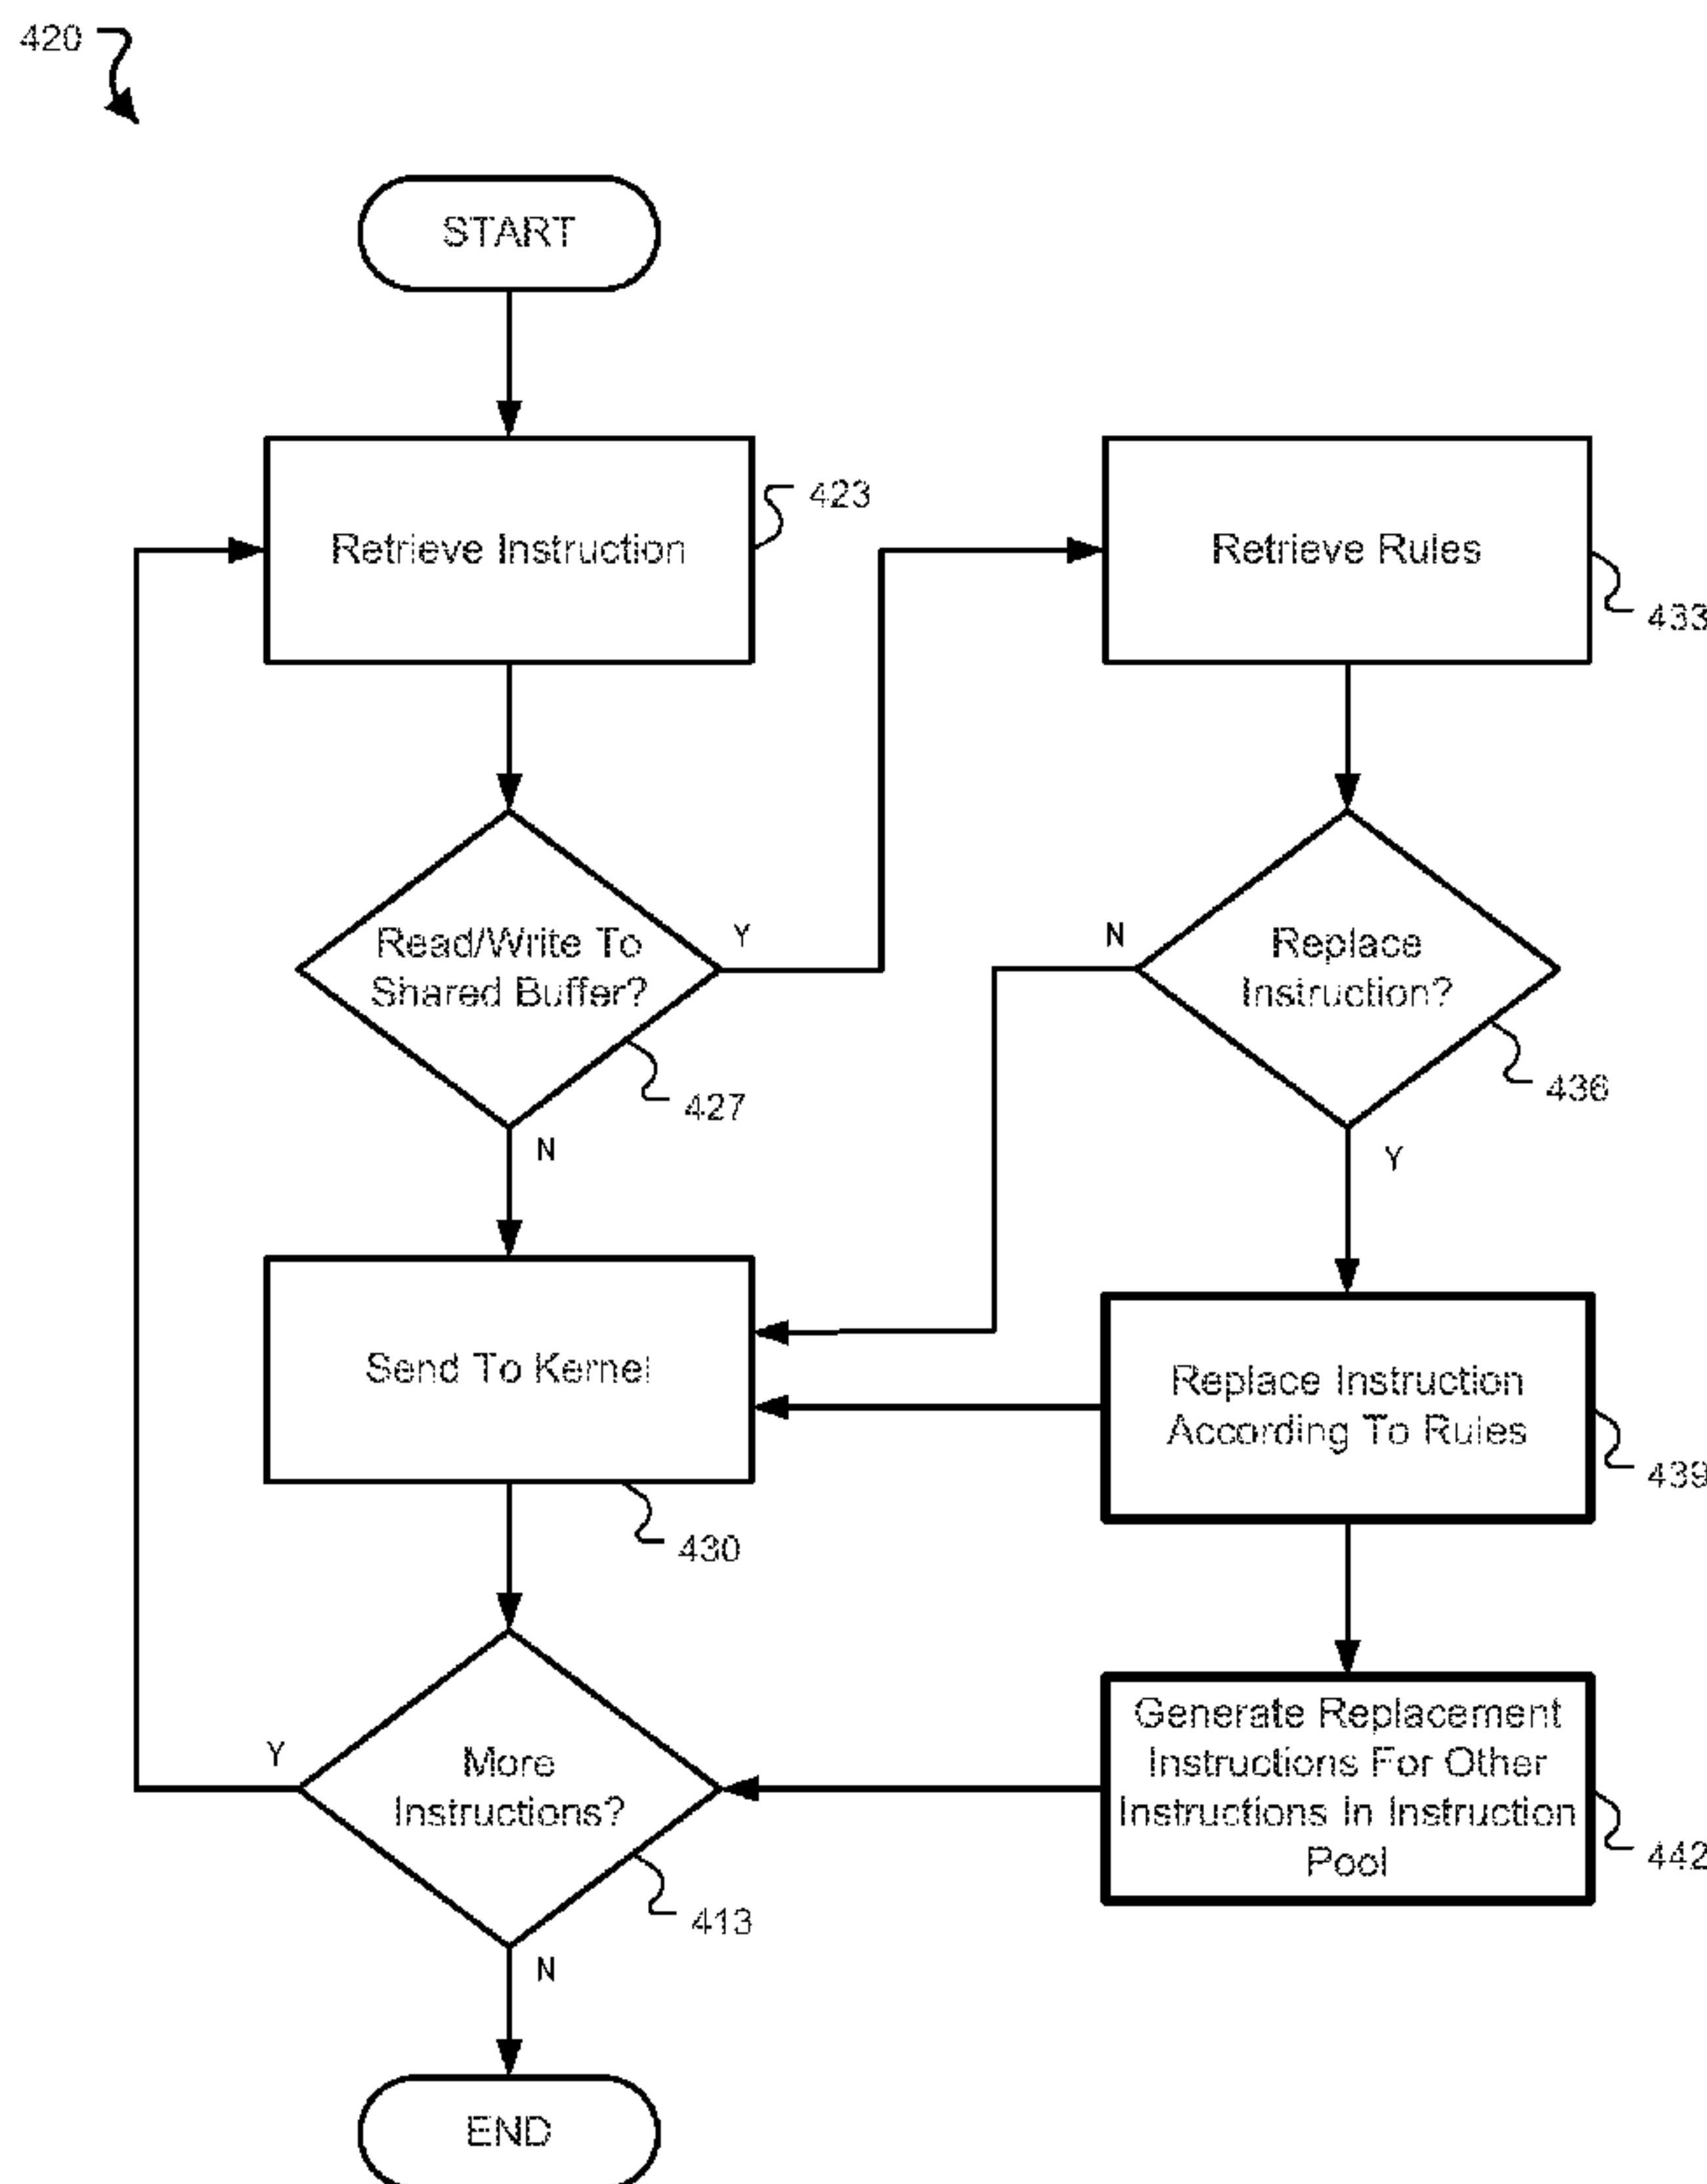 420
START
Retrieve Instruction
423
Retrieve Rules
433
Read/Write To
Shared Buffer?
Y
427
N
N
Replace
Instruction?
436
Y
Send To Kernel
430
Replace Instruction
According To Rules
439
Y
More
Instructions?
413
N
Generate Replacement
Instructions For Other
Instructions In Instruction
Pool
442
END